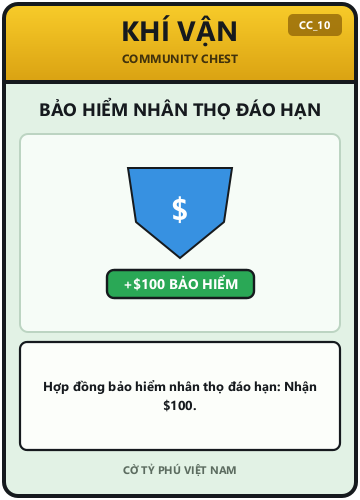 KHÍ VẬN
CC_10
COMMUNITY CHEST
BẢO HIỂM NHÂN THỌ ĐÁO HẠN
$
+$100 BẢO HIỂM
Hợp đồng bảo hiểm nhân thọ đáo hạn: Nhận
$100.
CỜ TỶ PHÚ VIỆT NAM